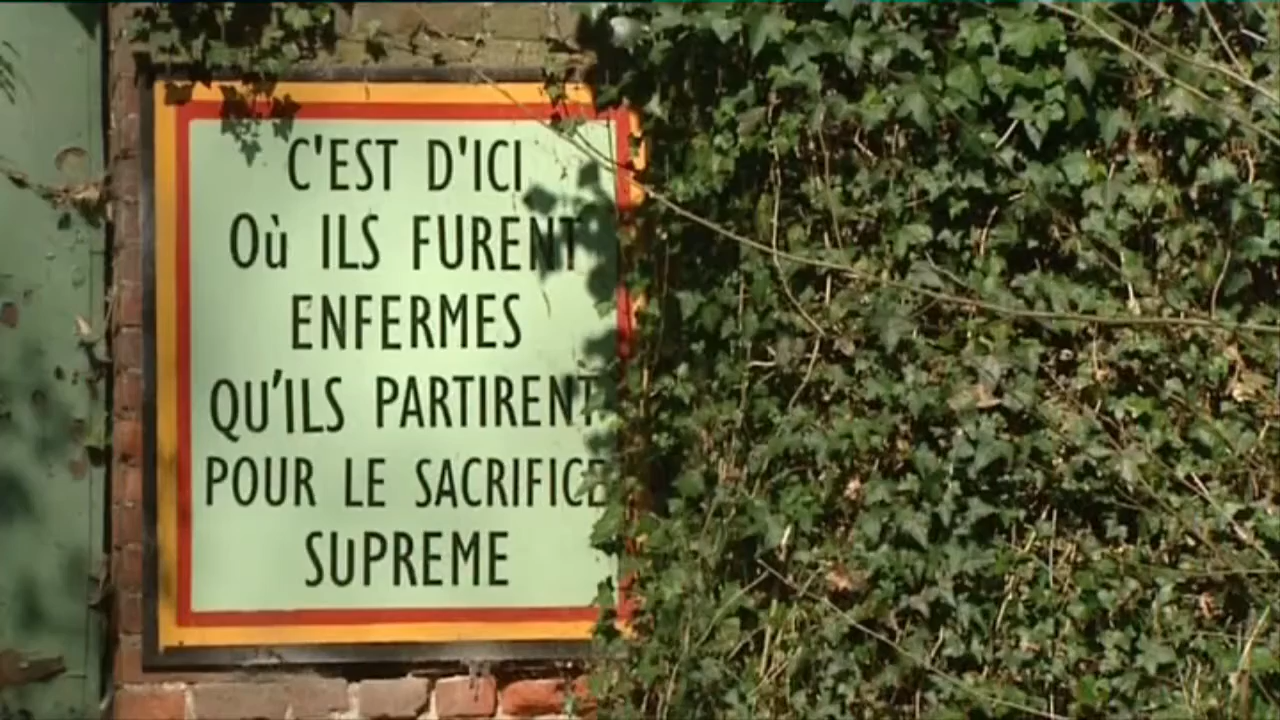 C'EST D'ICI
Où ILS FURENT
ENFERMES
QU'ILS PARTIRENT
POUR LE SACRIFICE
SuPREME